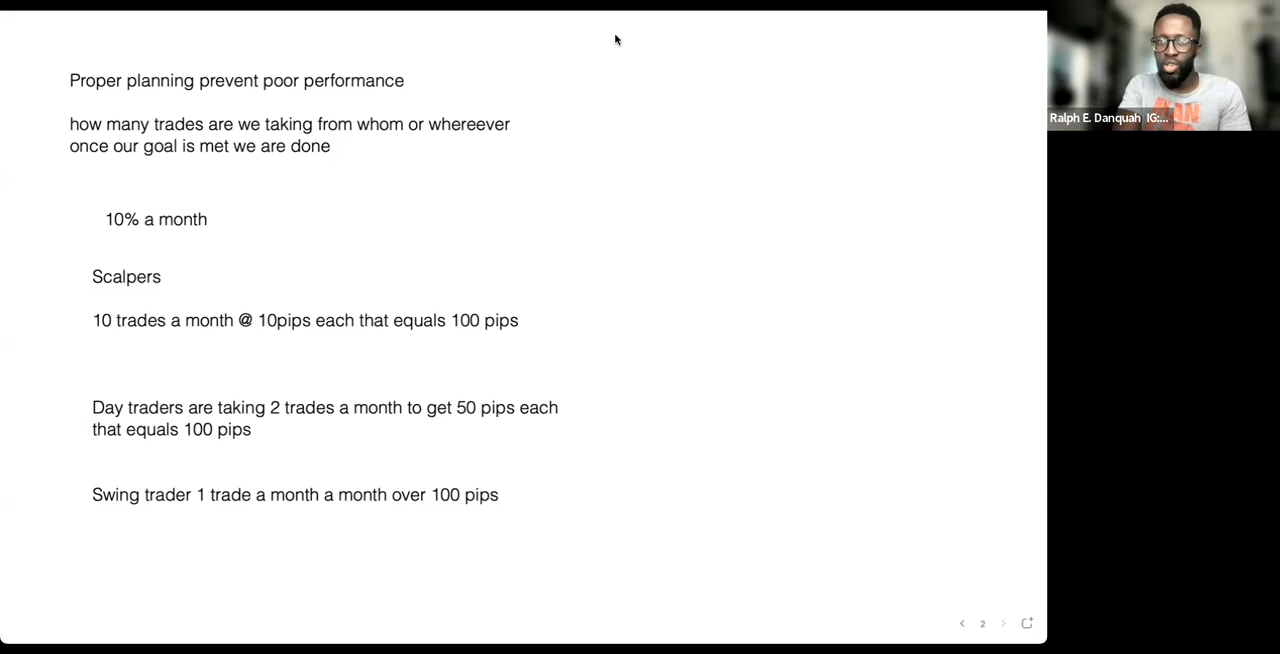 Proper planning prevent poor performance
how many trades are we taking from whom or whereever
once our goal is met we are done
10% a month
Scalpers
10 trades a month @ 10pips each that equals 100 pips
Day traders are taking 2 trades a month to get 50 pips each
that equals 100 pips
Swing trader 1 trade a month a month over 100 pips
2
Ralph E. Danquah IG:...